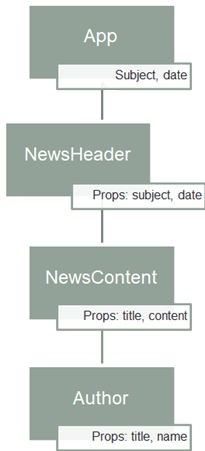 App
Subject, date
NewsHeader
Props: subject, date
NewsContent
Props: title, content
Author
Props: title, name